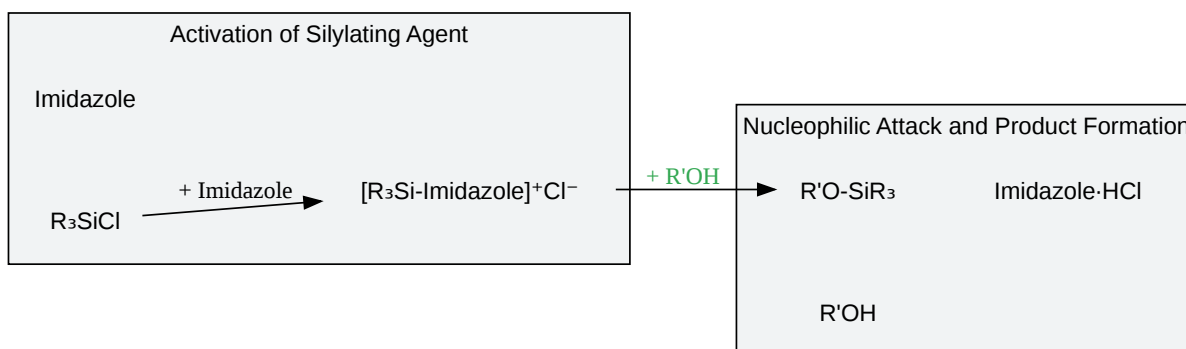 Activation of Silylating Agent
Imidazole
+ Imidazole
R₃SiCl
[R₃Si-Imidazole]⁺Cl⁻
+ R'OH
Nucleophilic Attack and Product Formation
R'O-SiR₃
Imidazole·HCl
R'OH